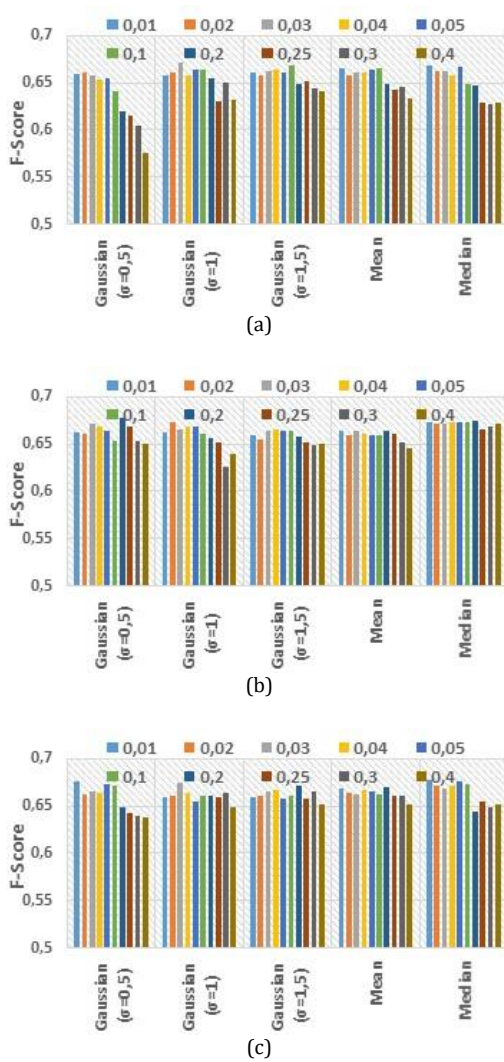 0,01 0,02 0,03 0,04 0,05
0,1 0,2 0,25 0,3 0,4
F-Score
0,7
0,65
0,6
0,55
0,5
Gaussian (σ=0,5)
Gaussian (σ=1)
Gaussian (σ=1,5)
Mean
Median
(a)
0,01 0,02 0,03 0,04 0,05
0,1 0,2 0,25 0,3 0,4
F-Score
0,7
0,65
0,6
0,55
0,5
Gaussian (σ=0,5)
Gaussian (σ=1)
Gaussian (σ=1,5)
Mean
Median
(b)
0,01 0,02 0,03 0,04 0,05
0,1 0,2 0,25 0,3 0,4
F-Score
0,7
0,65
0,6
0,55
0,5
Gaussian (σ=0,5)
Gaussian (σ=1)
Gaussian (σ=1,5)
Mean
Median
(c)